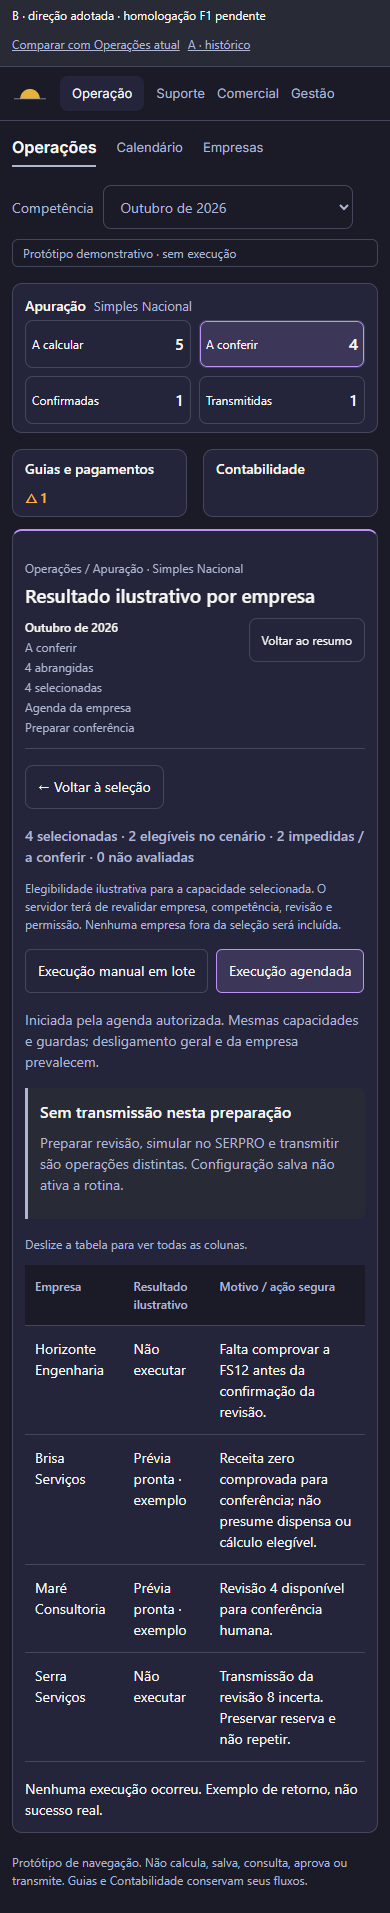 B · direção adotada · homologação F1 pendente
Comparar com Operações atual A · histórico
Operação Suporte Comercial Gestão
Operações Calendário Empresas
Competência Outubro de 2026
Protótipo demonstrativo · sem execução
Apuração Simples Nacional
A calcular 5
A conferir 4
Confirmadas 1
Transmitidas 1
Guias e pagamentos
△ 1
Contabilidade
Operações / Apuração · Simples Nacional
Resultado ilustrativo por empresa
Outubro de 2026
A conferir
4 abrangidas
4 selecionadas
Agenda da empresa
Preparar conferência
Voltar ao resumo
← Voltar à seleção
4 selecionadas · 2 elegíveis no cenário · 2 impedidas /
a conferir · 0 não avaliadas
Elegibilidade ilustrativa para a capacidade selecionada. O
servidor terá de revalidar empresa, competência, revisão e
permissão. Nenhuma empresa fora da seleção será incluída.
Execução manual em lote
Execução agendada
Iniciada pela agenda autorizada. Mesmas capacidades
e guardas; desligamento geral e da empresa
prevalecem.
Sem transmissão nesta preparação
Preparar revisão, simular no SERPRO e transmitir
são operações distintas. Configuração salva não
ativa a rotina.
Deslize a tabela para ver todas as colunas.
Empresa
Resultado
ilustrativo
Motivo / ação segura
Horizonte
Engenharia
Não
executar
Falta comprovar a
FS12 antes da
confirmação da
revisão.
Brisa
Serviços
Prévia
pronta ·
exemplo
Receita zero
comprovada para
conferência; não
presume dispensa ou
cálculo elegível.
Maré
Consultoria
Prévia
pronta ·
exemplo
Revisão 4 disponível
para conferência
humana.
Serra
Serviços
Não
executar
Transmissão da
revisão 8 incerta.
Preservar reserva e
não repetir.
Nenhuma execução ocorreu. Exemplo de retorno, não
sucesso real.
Protótipo de navegação. Não calcula, salva, consulta, aprova ou
transmite. Guias e Contabilidade conservam seus fluxos.